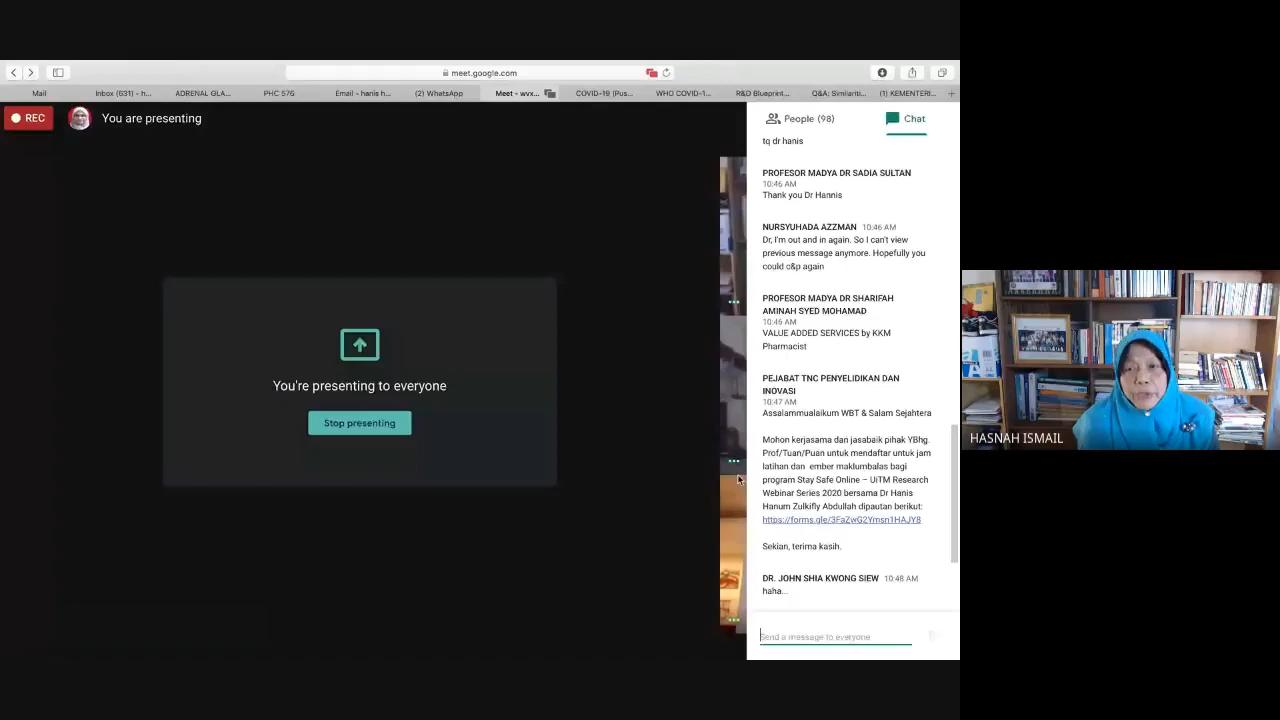 meet.google.com
Mail
Inbox (631) - h...
ADRENAL GLA...
PHC 576
Email - hanis h...
(2) WhatsApp
Meet - wvx...
COVID-19 (Pus...
WHO COVID-1...
R&D Blueprint...
Q&A: Similariti...
(1) KEMENTERI...
REC
You are presenting
People (98)
Chat
tq dr hanis
PROFESOR MADYA DR SADIA SULTAN
10:46 AM
Thank you Dr Hannis
NURSYUHADA AZZMAN 10:46 AM
Dr, I'm out and in again. So I can't view
previous message anymore. Hopefully you
could c&p again
PROFESOR MADYA DR SHARIFAH
AMINAH SYED MOHAMAD
10:46 AM
VALUE ADDED SERVICES by KKM
Pharmacist
PEJABAT TNC PENYELIDIKAN DAN
INOVASI
10:47 AM
Assalammualaikum WBT & Salam Sejahtera
Mohon kerjasama dan jasabaik pihak YBhg.
Prof/Tuan/Puan untuk mendaftar untuk jam
latihan dan ember maklumbalas bagi
program Stay Safe Online – UiTM Research
Webinar Series 2020 bersama Dr Hanis
Hanum Zulkifly Abdullah dipautan berikut:
https://forms.gle/3FaZwG2Ymsn1HAJY8
Sekian, terima kasih.
DR. JOHN SHIA KWONG SIEW 10:48 AM
haha...
Send a message to everyone
You're presenting to everyone
Stop presenting
HASNAH ISMAIL